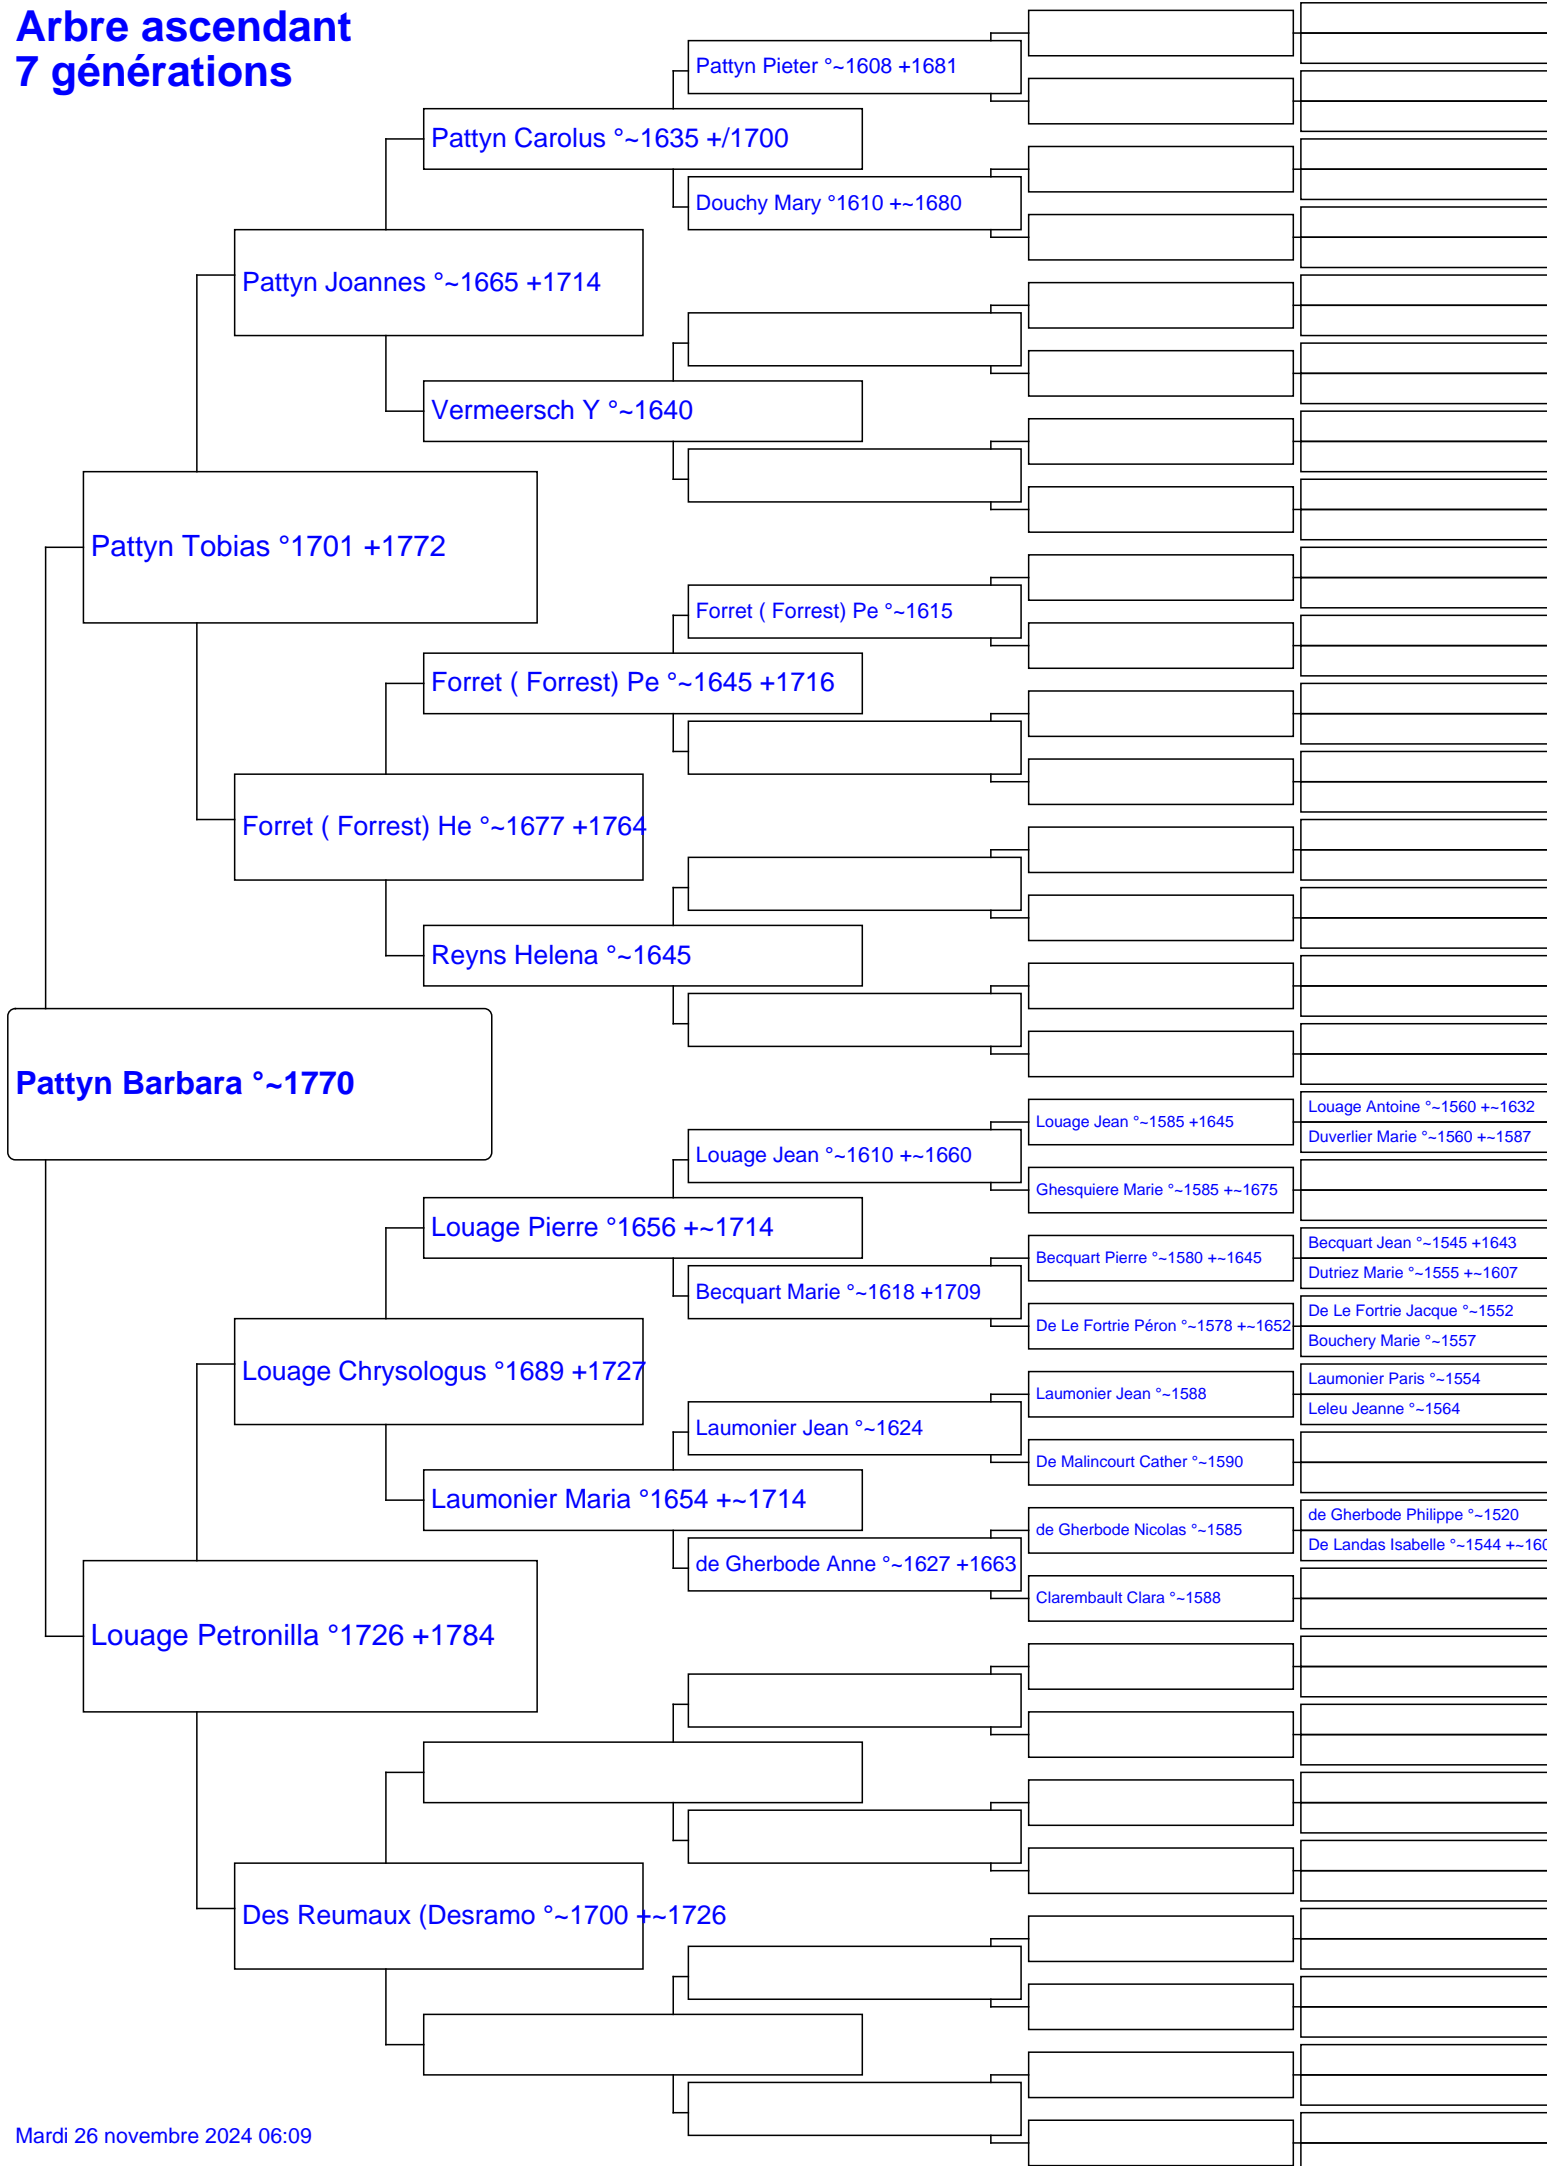 Arbre ascendant
7 générations
Pattyn Pieter °~1608 +1681
Pattyn Carolus °~1635 +/1700
Douchy Mary °1610 +~1680
Pattyn Joannes °~1665 +1714
Vermeersch Y °~1640
Pattyn Tobias °1701 +1772
Forret ( Forrest) Pe °~1615
Forret ( Forrest) Pe °~1645 +1716
Forret ( Forrest) He °~1677 +1764
Reyns Helena °~1645
Pattyn Barbara °~1770
Louage Antoine °~1560 +~1632
Louage Jean °~1585 +1645
Duverlier Marie °~1560 +~1587
Louage Jean °~1610 +~1660
Ghesquiere Marie °~1585 +~1675
Louage Pierre °1656 +~1714
Becquart Jean °~1545 +1643
Becquart Pierre °~1580 +~1645
Dutriez Marie °~1555 +~1607
Becquart Marie °~1618 +1709
De Le Fortrie Jacque °~1552
De Le Fortrie Péron °~1578 +~1652
Bouchery Marie °~1557
Louage Chrysologus °1689 +1727
Laumonier Paris °~1554
Laumonier Jean °~1588
Leleu Jeanne °~1564
Laumonier Jean °~1624
De Malincourt Cather °~1590
Laumonier Maria °1654 +~1714
de Gherbode Philippe °~1520
de Gherbode Nicolas °~1585
De Landas Isabelle °~1544 +~160
de Gherbode Anne °~1627 +1663
Clarembault Clara °~1588
Louage Petronilla °1726 +1784
Des Reumaux (Desramo °~1700 +~1726
Mardi 26 novembre 2024 06:09